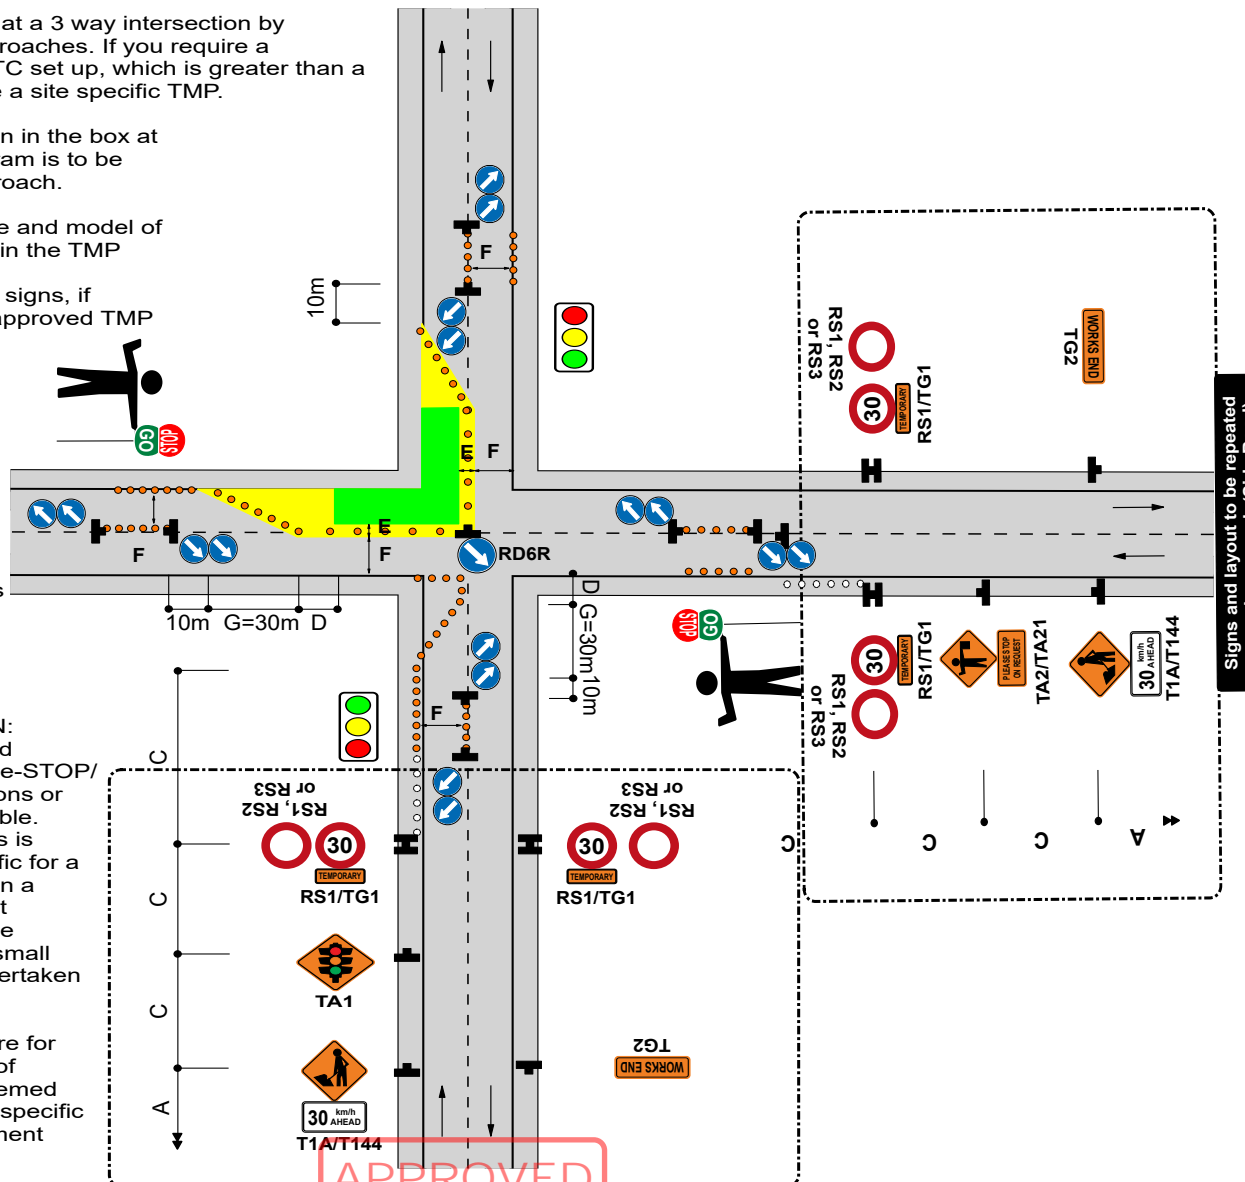 at a 3 way intersection by
roaches. If you require a
TC set up, which is greater than a
e a site specific TMP.
n in the box at
ram is to be
roach.
e and model of
in the TMP
signs, if
approved TMP
10m
F
STOP
GO
E F
E
F
F
RD6R
s
10m G=30m D
D G=30m 10m
RS1, RS2
or RS3
30
TEMPORARY
RS1/TG1
WORKS END
TG2
Signs and layout to be repeated
STOP
GO
30
TEMPORARY
RS1/TG1
RS1, RS2
or RS3
PLEASE STOP
ON REQUEST
TA2/TA21
30 km/h
AHEAD
T1A/T144
C
C
C
A
N:
d
e-STOP/
ons or
ble.
s is
fic for a
n a
t
e
small
ertaken
re for
of
emed
specific
ment
C
C
C
A
F
RS1, RS2
or RS3
30
TEMPORARY
RS1/TG1
TA1
30 km/h
AHEAD
T1A/T144
RS1, RS2
or RS3
30
TEMPORARY
RS1/TG1
TG2
WORKS END
APPROVED